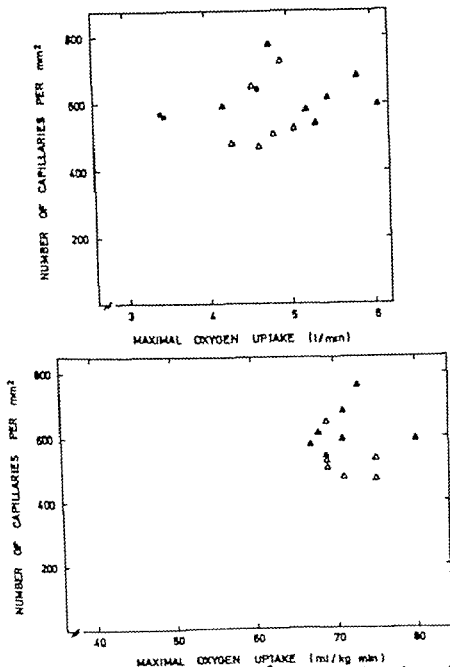 800
600
400
200
NUMBER OF CAPILLARIES PER mm²
3 4 5 6
MAXIMAL OXYGEN UPTAKE (l/min)
800
600
400
200
NUMBER OF CAPILLARIES PER mm²
40 50 60 70 80
MAXIMAL OXYGEN UPTAKE (ml/kg min)